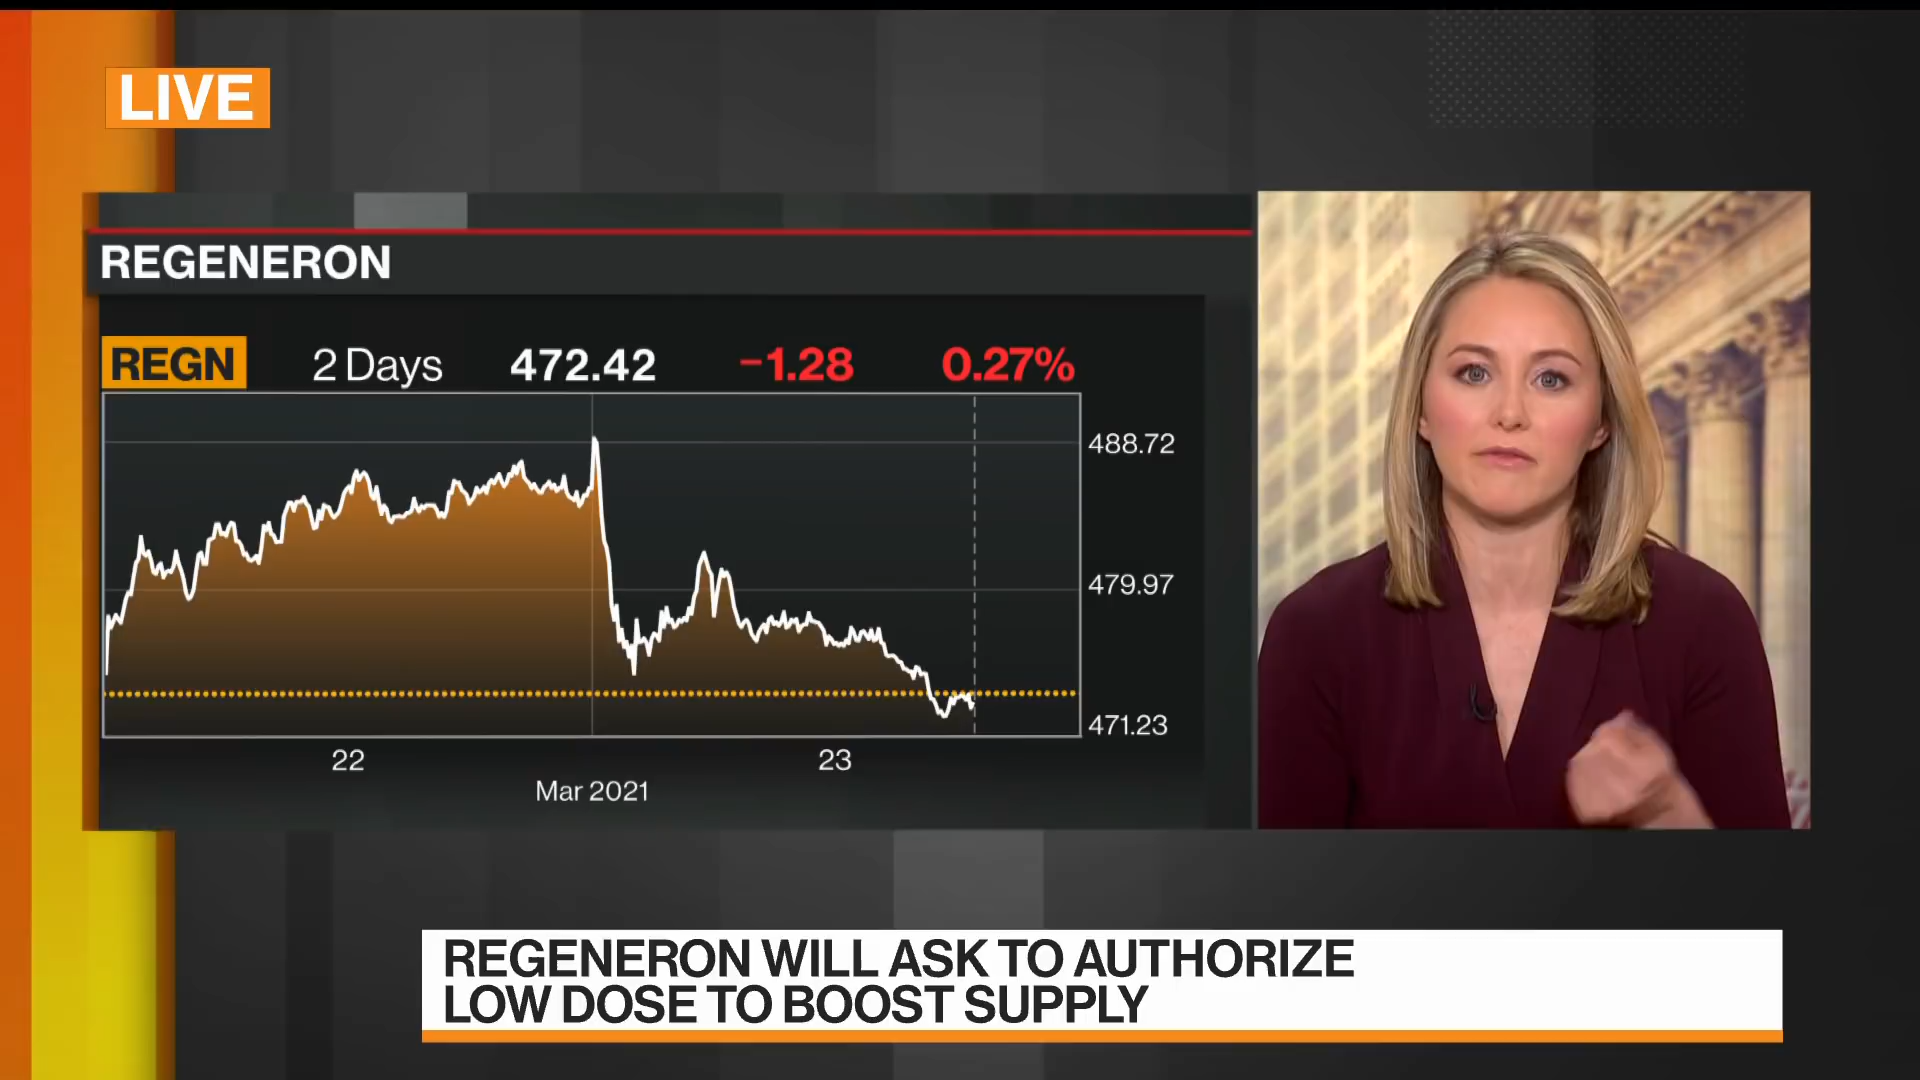 LIVE
REGENERON
REGN 2 Days 472.42 −1.28 0.27%
488.72
479.97
471.23
22 23
Mar 2021
REGENERON WILL ASK TO AUTHORIZE
LOW DOSE TO BOOST SUPPLY